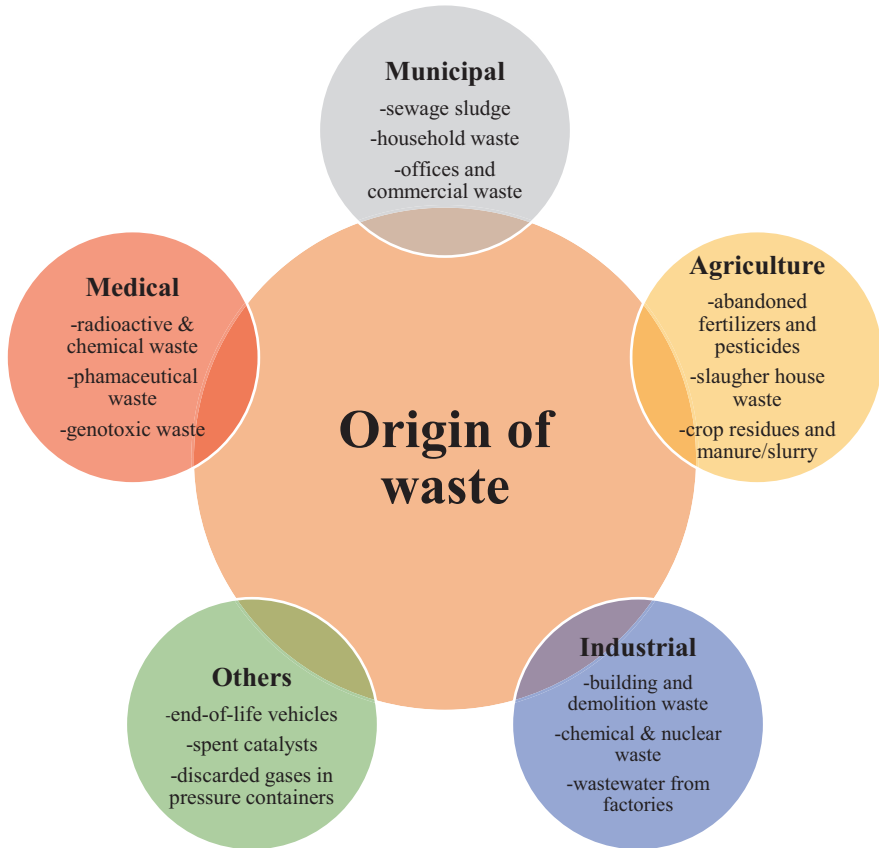 Municipal
-sewage sludge
-household waste
-offices and
commercial waste
Agriculture
-abandoned
fertilizers and
pesticides
-slaugher house
waste
-crop residues and
manure/slurry
Industrial
-building and
demolition waste
-chemical & nuclear
waste
-wastewater from
factories
Others
-end-of-life vehicles
-spent catalysts
-discarded gases in
pressure containers
Medical
-radioactive &
chemical waste
-phamaceutical
waste
-genotoxic waste
Origin of
waste